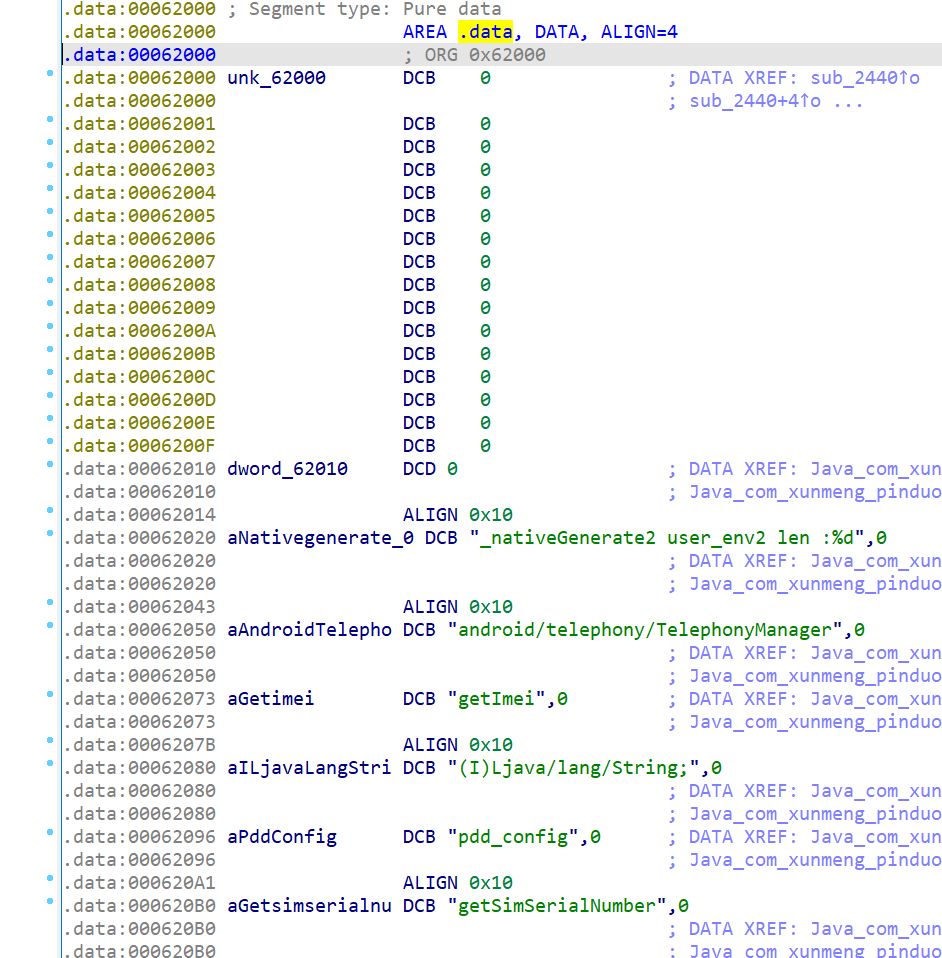 .data:00062000 ; Segment type: Pure data
.data:00062000 AREA .data, DATA, ALIGN=4
.data:00062000 ; ORG 0x62000
.data:00062000 unk_62000 DCB 0 ; DATA XREF: sub_2440↑o
.data:00062000 ; sub_2440+4↑o ...
.data:00062001 DCB 0
.data:00062002 DCB 0
.data:00062003 DCB 0
.data:00062004 DCB 0
.data:00062005 DCB 0
.data:00062006 DCB 0
.data:00062007 DCB 0
.data:00062008 DCB 0
.data:00062009 DCB 0
.data:0006200A DCB 0
.data:0006200B DCB 0
.data:0006200C DCB 0
.data:0006200D DCB 0
.data:0006200E DCB 0
.data:0006200F DCB 0
.data:00062010 dword_62010 DCD 0 ; DATA XREF: Java_com_xun
.data:00062010 ; Java_com_xunmeng_pinduo
.data:00062014 ALIGN 0x10
.data:00062020 aNativegenerate_0 DCB "_nativeGenerate2 user_env2 len :%d",0
.data:00062020 ; DATA XREF: Java_com_xun
.data:00062020 ; Java_com_xunmeng_pinduo
.data:00062043 ALIGN 0x10
.data:00062050 aAndroidTelepho DCB "android/telephony/TelephonyManager",0
.data:00062050 ; DATA XREF: Java_com_xun
.data:00062050 ; Java_com_xunmeng_pinduo
.data:00062073 aGetimei DCB "getImei",0 ; DATA XREF: Java_com_xun
.data:00062073 ; Java_com_xunmeng_pinduo
.data:0006207B ALIGN 0x10
.data:00062080 aILjavaLangStri DCB "(I)Ljava/lang/String;",0
.data:00062080 ; DATA XREF: Java_com_xun
.data:00062080 ; Java_com_xunmeng_pinduo
.data:00062096 aPddConfig DCB "pdd_config",0 ; DATA XREF: Java_com_xun
.data:00062096 ; Java_com_xunmeng_pinduo
.data:000620A1 ALIGN 0x10
.data:000620B0 aGetsimserialnu DCB "getSimSerialNumber",0
.data:000620B0 ; DATA XREF: Java_com_xun
.data:000620B0 ; Java_com_xunmeng_pinduo